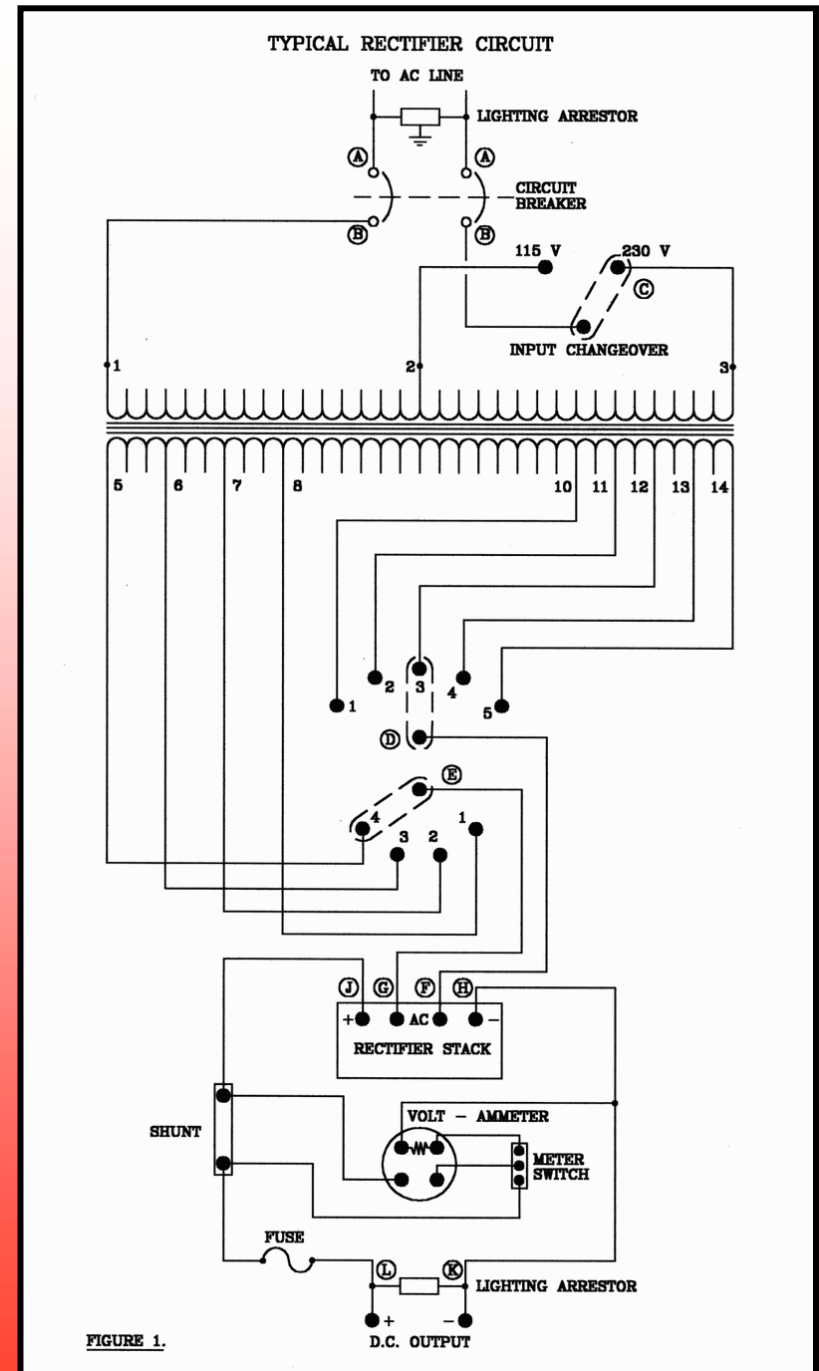 TYPICAL RECTIFIER CIRCUIT
TO AC LINE
LIGHTING ARRESTOR
A A
CIRCUIT
BREAKER
B B
115 V 230 V
C
INPUT CHANGEOVER
1 2 3
5 6 7 8 10 11 12 13 14
1 2 3 4 5
D
E
4 3 2 1
J G F H
+ AC -
RECTIFIER STACK
VOLT - AMMETER
SHUNT
METER
SWITCH
FUSE
L K
LIGHTING ARRESTOR
+ -
D.C. OUTPUT
FIGURE 1.